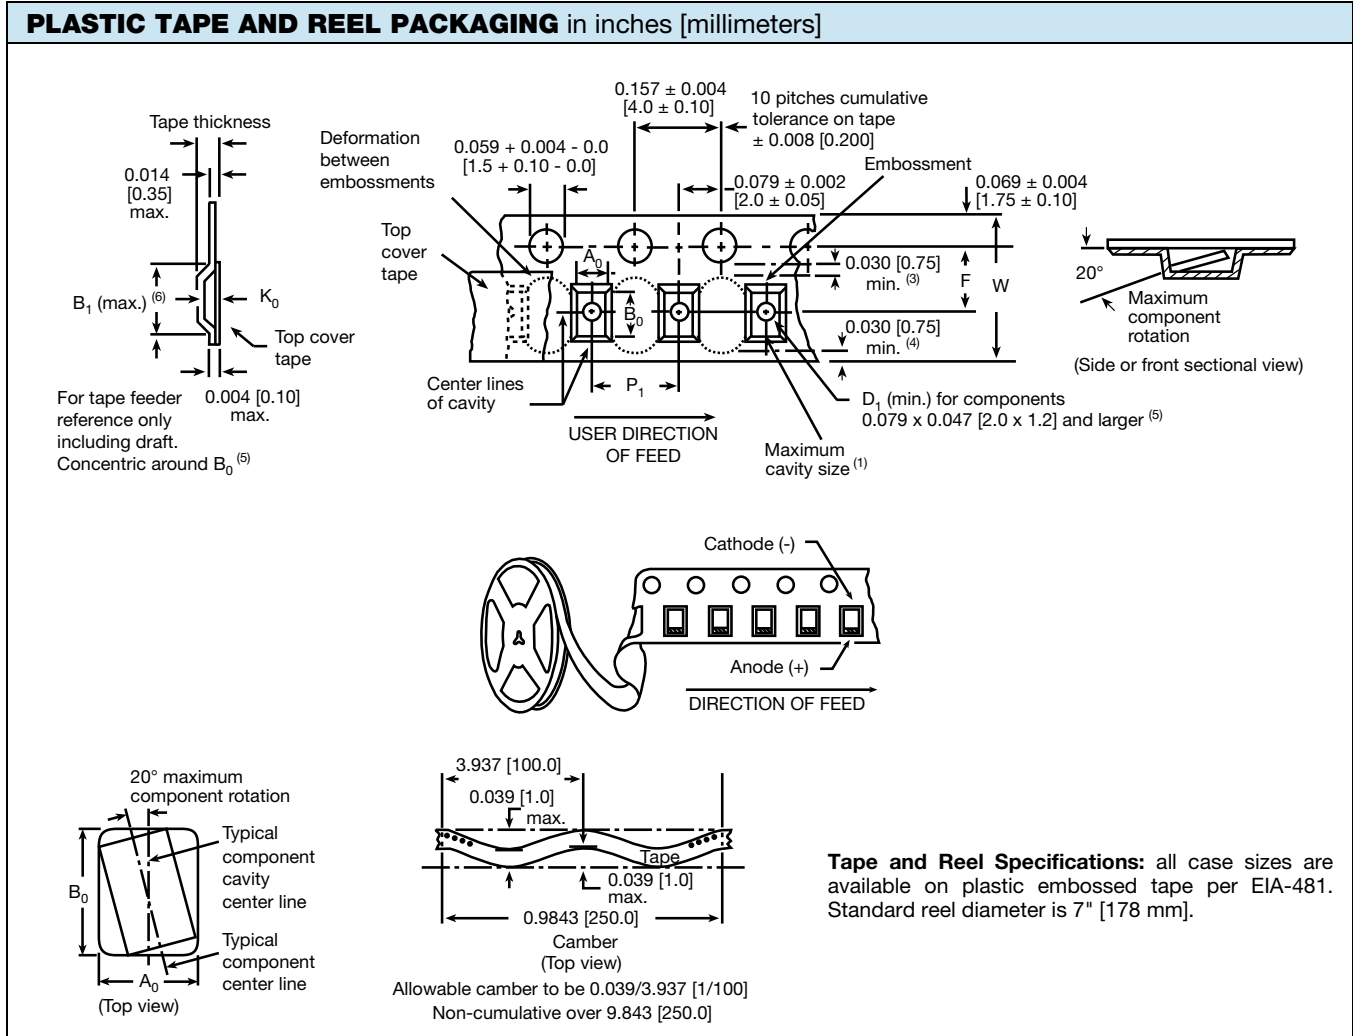 PLASTIC TAPE AND REEL PACKAGING in inches [millimeters]
Tape thickness
0.014
[0.35]
max.
B1 (max.) (6)
K0
Top cover
tape
For tape feeder
reference only
including draft.
Concentric around B0 (5)
0.004 [0.10]
max.
Deformation
between
embossments
Top
cover
tape
0.059 + 0.004 - 0.0
[1.5 + 0.10 - 0.0]
0.157 ± 0.004
[4.0 ± 0.10]
10 pitches cumulative
tolerance on tape
± 0.008 [0.200]
Embossment
0.079 ± 0.002
[2.0 ± 0.05]
0.069 ± 0.004
[1.75 ± 0.10]
A0
B0
0.030 [0.75]
min. (3)
F
W
0.030 [0.75]
min. (4)
Center lines
of cavity
P1
USER DIRECTION
OF FEED
D1 (min.) for components
0.079 x 0.047 [2.0 x 1.2] and larger (5)
Maximum
cavity size (1)
20°
Maximum
component
rotation
(Side or front sectional view)
Cathode (-)
Anode (+)
DIRECTION OF FEED
20° maximum
component rotation
Typical
component
cavity
center line
B0
Typical
component
center line
A0
(Top view)
3.937 [100.0]
0.039 [1.0]
max.
Tape
0.039 [1.0]
max.
0.9843 [250.0]
Camber
(Top view)
Allowable camber to be 0.039/3.937 [1/100]
Non-cumulative over 9.843 [250.0]
Tape and Reel Specifications: all case sizes are
available on plastic embossed tape per EIA-481.
Standard reel diameter is 7" [178 mm].